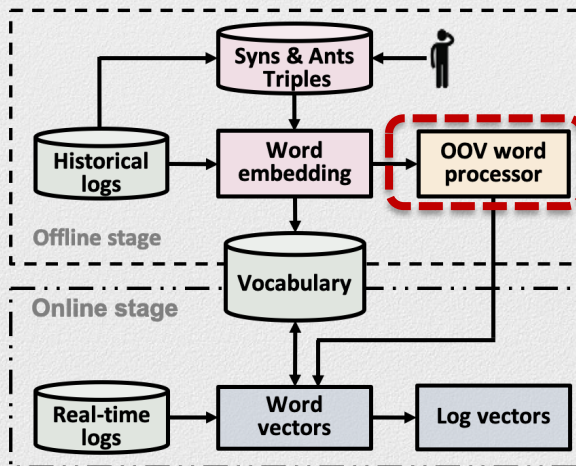 Syns & Ants
Triples
Historical
logs
Word
embedding
OOV word
processor
Offline stage
Vocabulary
Online stage
Real-time
logs
Word
vectors
Log vectors